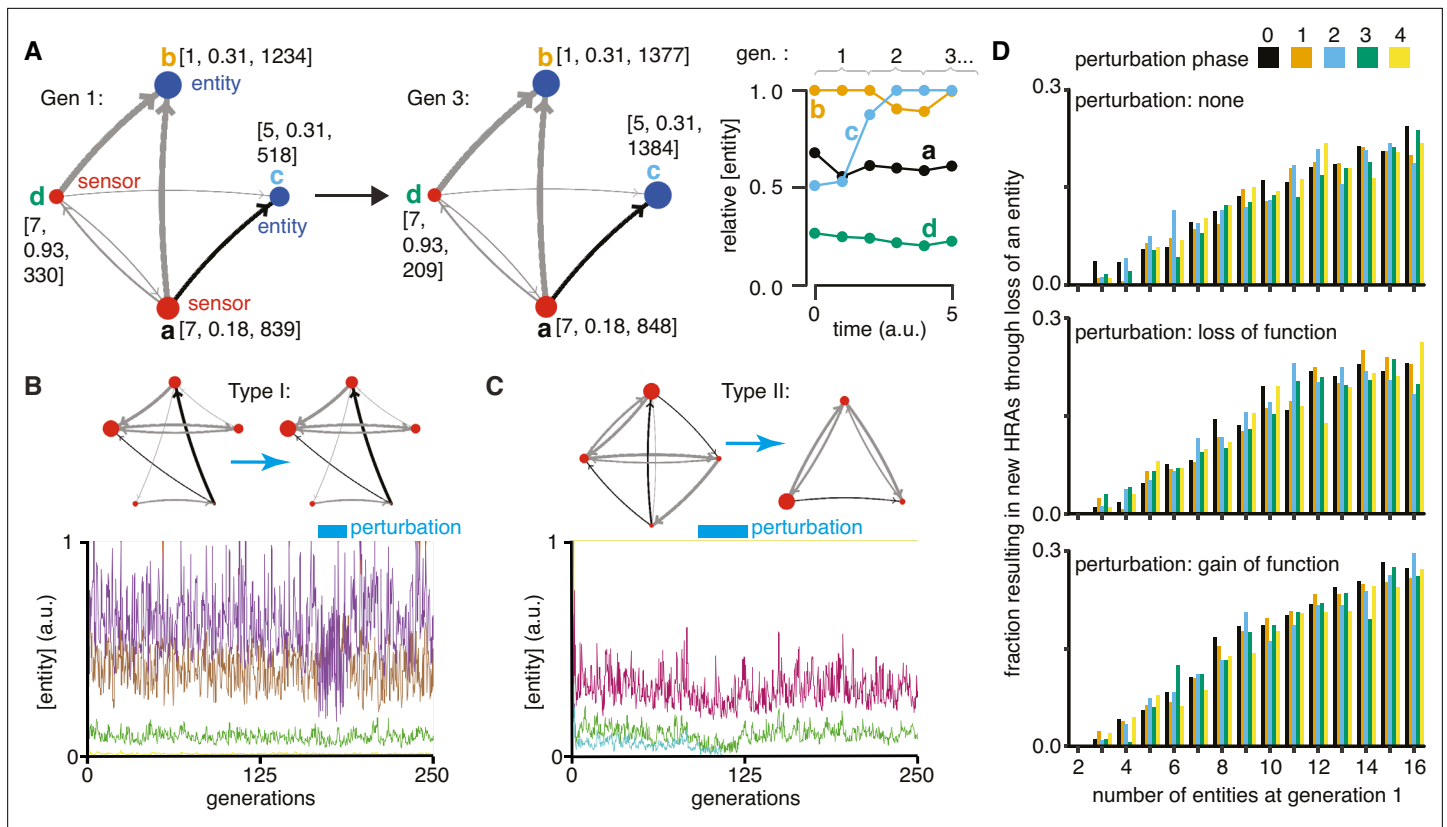 A
Gen 1:
b [1, 0.31, 1234]
entity
[5, 0.31,
518]
c
entity
d
sensor
[7,
0.93,
330]
sensor
a [7, 0.18, 839]
Gen 3:
b [1, 0.31, 1377]
[5, 0.31,
1384]
c
d
[7,
0.93,
209]
a [7, 0.18, 848]
gen. : 1 2 3...
relative [entity]
1.0
0.5
0.0
b
c
a
d
0 5
time (a.u.)
B
Type I:
perturbation
[entity] (a.u.)
1
0
0 125 250
generations
C
Type II:
perturbation
[entity] (a.u.)
1
0
0 125 250
generations
D
0 1 2 3 4
perturbation phase
fraction resulting in new HRAs through loss of an entity
0.3
perturbation: none
0.0
0.3
perturbation: loss of function
0.0
0.3
perturbation: gain of function
0.0
2 4 6 8 10 12 14 16
number of entities at generation 1